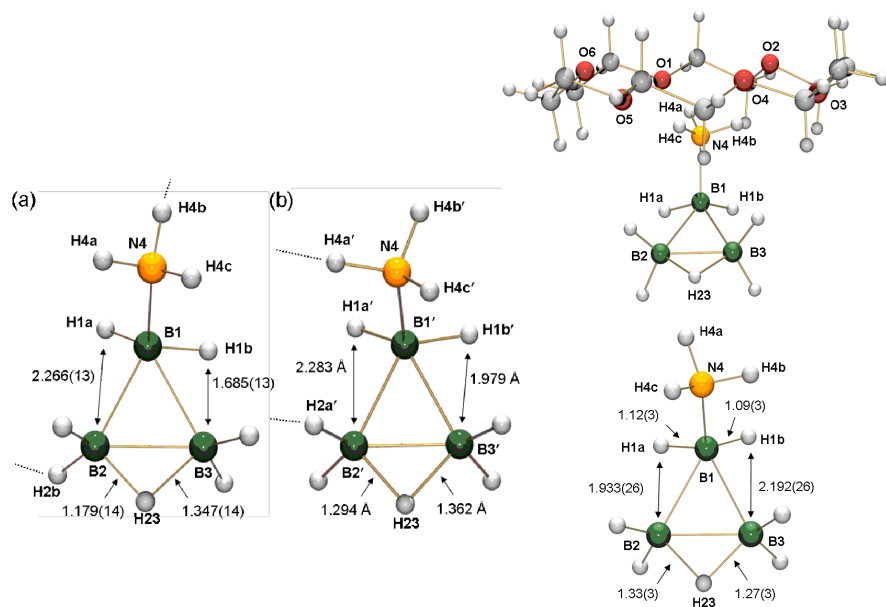 (a)
H4b
N4
H4a
H4c
H1a
B1
H1b
2.266(13)
1.685(13)
B2
B3
H2b
1.179(14)
1.347(14)
H23
(b)
H4b′
N4
H4a′
H4c′
H1a′
B1′
H1b′
2.283 Å
1.979 Å
H2a′
B2′
B3′
1.294 Å
1.362 Å
H23
O6
O1
O2
O5
O4
O3
H4a
H4c
N4
H4b
B1
H1a
H1b
B2
B3
H23
H4a
N4
H4b
H4c
1.12(3)
1.09(3)
H1a
H1b
B1
1.933(26)
2.192(26)
B2
B3
1.33(3)
1.27(3)
H23